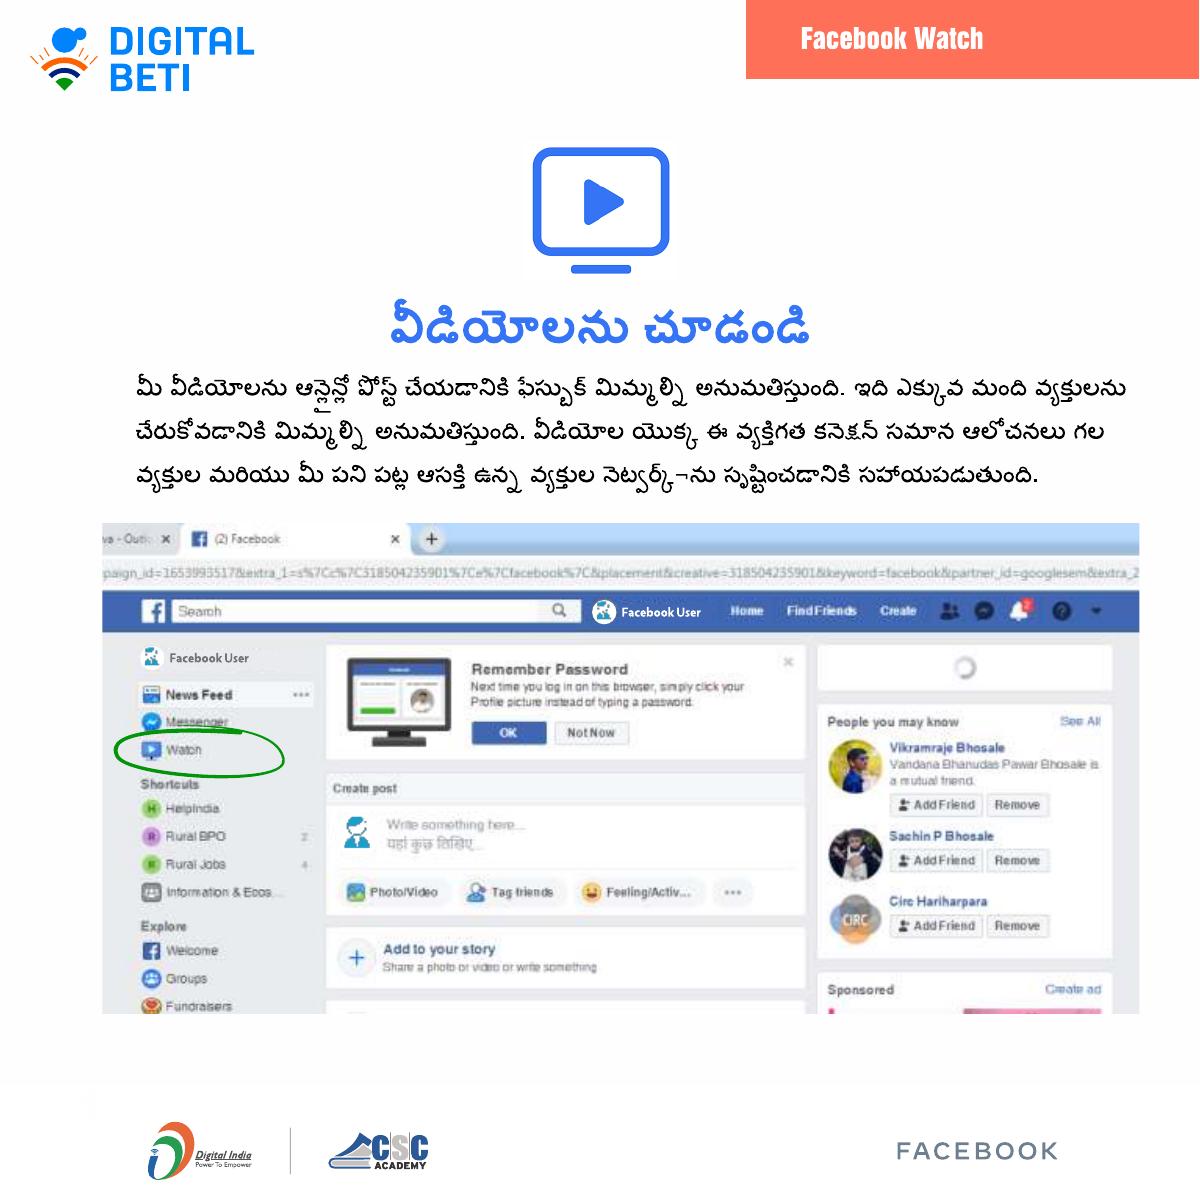 DIGITAL
BETI
Facebook Watch
వీడియోలను చూడండి
మీ వీడియోలను ఆన్లైన్లో పోస్ట్ చేయడానికి ఫేస్బుక్ మిమ్మల్ని అనుమతిస్తుంది. ఇది ఎక్కువ మంది వ్యక్తులను
చేరుకోవడానికి మిమ్మల్ని అనుమతిస్తుంది. వీడియోల యొక్క ఈ వ్యక్తిగత కనెక్షన్ సమాన ఆలోచనలు గల
వ్యక్తుల మరియు మీ పని పట్ల ఆసక్తి ఉన్న వ్యక్తుల నెట్వర్క్¬ను సృష్టించడానికి సహాయపడుతుంది.
va - Outl (2) Facebook
paign_id=1653993517&extra_1=s%7Cc%7C318504235901%7Ce%7Cfacebook%7C&placement&creative=318504235901&keyword=facebook&partner_id=googlesem&extra_2
Search Facebook User Home Find Friends Create
Facebook User
News Feed
Messenger
Watch
Shortcuts
H HelpIndia
R Rural BPO 2
R Rural Jobs 4
Information & Ecos...
Explore
Welcome
Groups
Fundraisers
Remember Password
Next time you log in on this browser, simply click your
Profile picture instead of typing a password.
OK Not Now
Create post
Write something here...
यहां कुछ लिखिए...
Photo/Video Tag friends Feeling/Activ... ...
Add to your story
Share a photo or video or write something
People you may know See All
Vikramraje Bhosale
Vandana Bhanudas Pawar Bhosale is
a mutual friend.
Add Friend Remove
Sachin P Bhosale
Add Friend Remove
CIRC
Circ Hariharpara
Add Friend Remove
Sponsored Create ad
Digital India
Power To Empower
CSC
ACADEMY
FACEBOOK